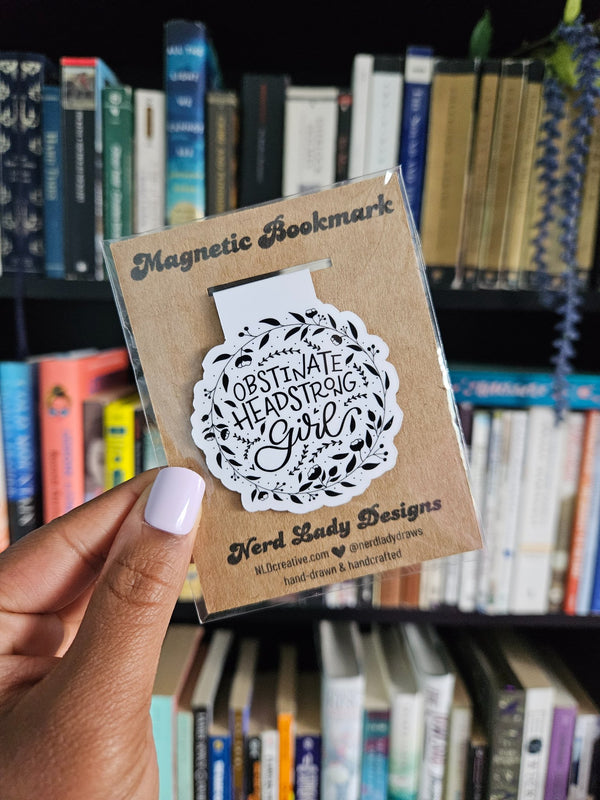 Magnetic Bookmark
OBSTINATE
HEADSTRONG
Girl
Nerd Lady Designs
NLDcreative.com ♥ @nerdladydraws
hand-drawn & handcrafted